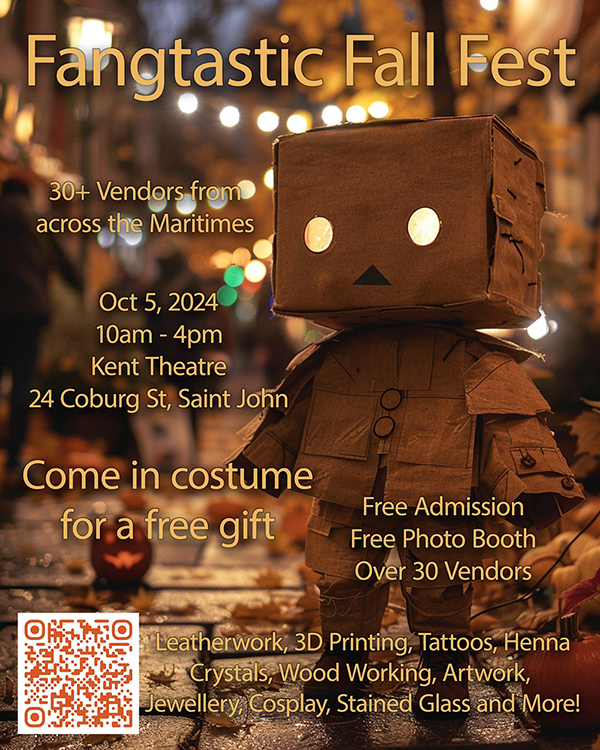 Fangtastic Fall Fest
30+ Vendors from
across the Maritimes
Oct 5, 2024
10am - 4pm
Kent Theatre
24 Coburg St, Saint John
Come in costume
for a free gift
Free Admission
Free Photo Booth
Over 30 Vendors
Leatherwork, 3D Printing, Tattoos, Henna
Crystals, Wood Working, Artwork,
Jewellery, Cosplay, Stained Glass and More!